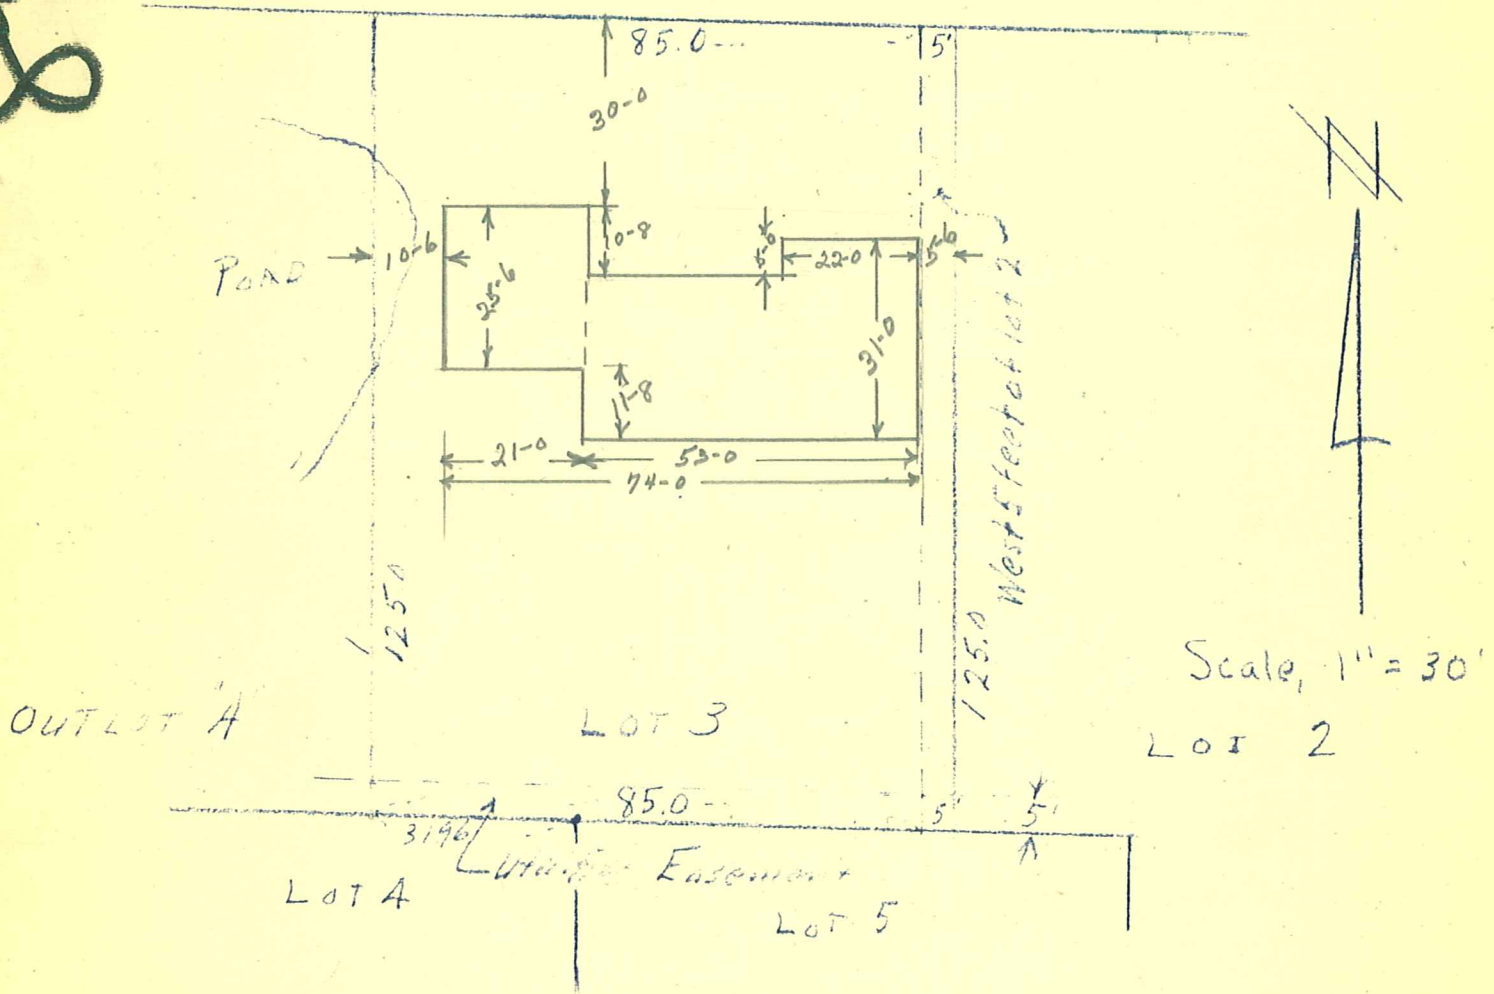 85.0 5'
30-0
10-8
5-0
22-0
5-6
POND
10-6
25-6
31-0
11-8
21-0 53-0
74-0
West 5 feet of lot 2
125.0
125.0
N
Scale, 1" = 30'
OUTLOT "A"
LOT 3
LOT 2
85.0 5' 5'
Utility Easement
LOT 4
LOT 5